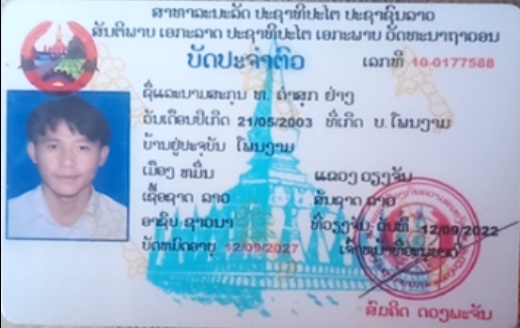 ສາທາລະນະລັດ ປະຊາທິປະໄຕ ປະຊາຊົນລາວ
ສັນຕິພາບ ເອກະລາດ ປະຊາທິປະໄຕ ເອກະພາບ ວັດທະນາຖາວອນ
ບັດປະຈຳຕົວ
ເລກທີ 10-0177588
ຊື່ແລະນາມສະກຸນ ທ. ຄຳສຸກ ຢ່າງ
ວັນເດືອນປີເກີດ 21/05/2003 ທີ່ເກີດ ບ. ໂພນງາມ
ບ້ານຢູ່ປະຈຸບັນ ໂພນງາມ
ເມືອງ ຫມື່ນ ແຂວງ ວຽງຈັນ
ເຊື້ອຊາດ ລາວ ສັນຊາດ ລາວ
ອາຊີບ ຊາວນາ ທີ່ວຽງຈັນ ວັນທີ 12/09/2022
ບັດຫມົດອາຍຸ 12/09/2027
ສົມຄິດ ດວງພະຈັນ